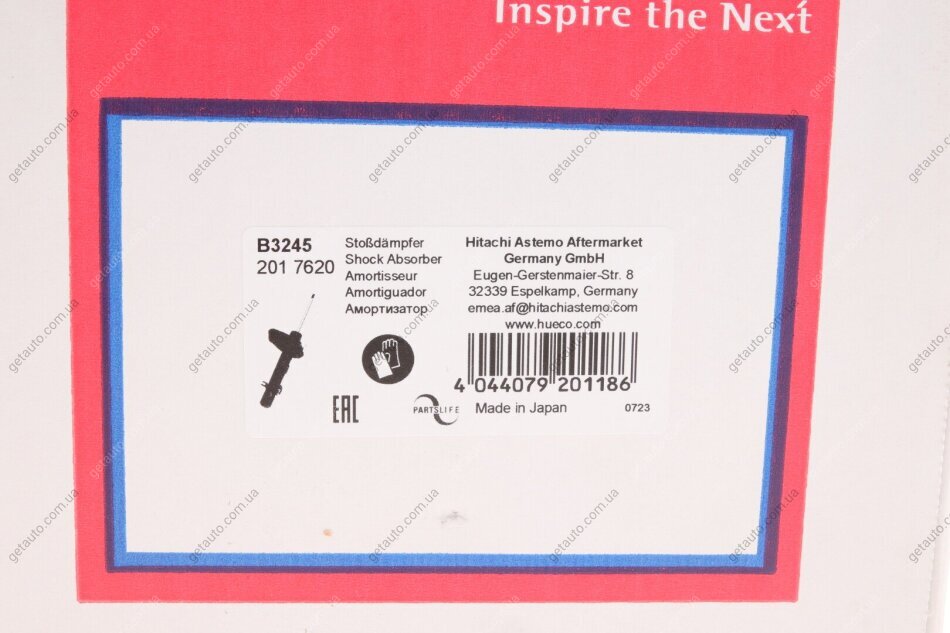 Inspire the Next
B3245
201 7620
Stoßdämpfer
Shock Absorber
Amortisseur
Amortiguador
Амортизатор
Hitachi Astemo Aftermarket
Germany GmbH
Eugen-Gerstenmaier-Str. 8
32339 Espelkamp, Germany
emea.af@hitachiastemo.com
www.hueco.com
4 044079 201186
EAC
PARTSLIFE
Made in Japan
0723
getauto.com.ua